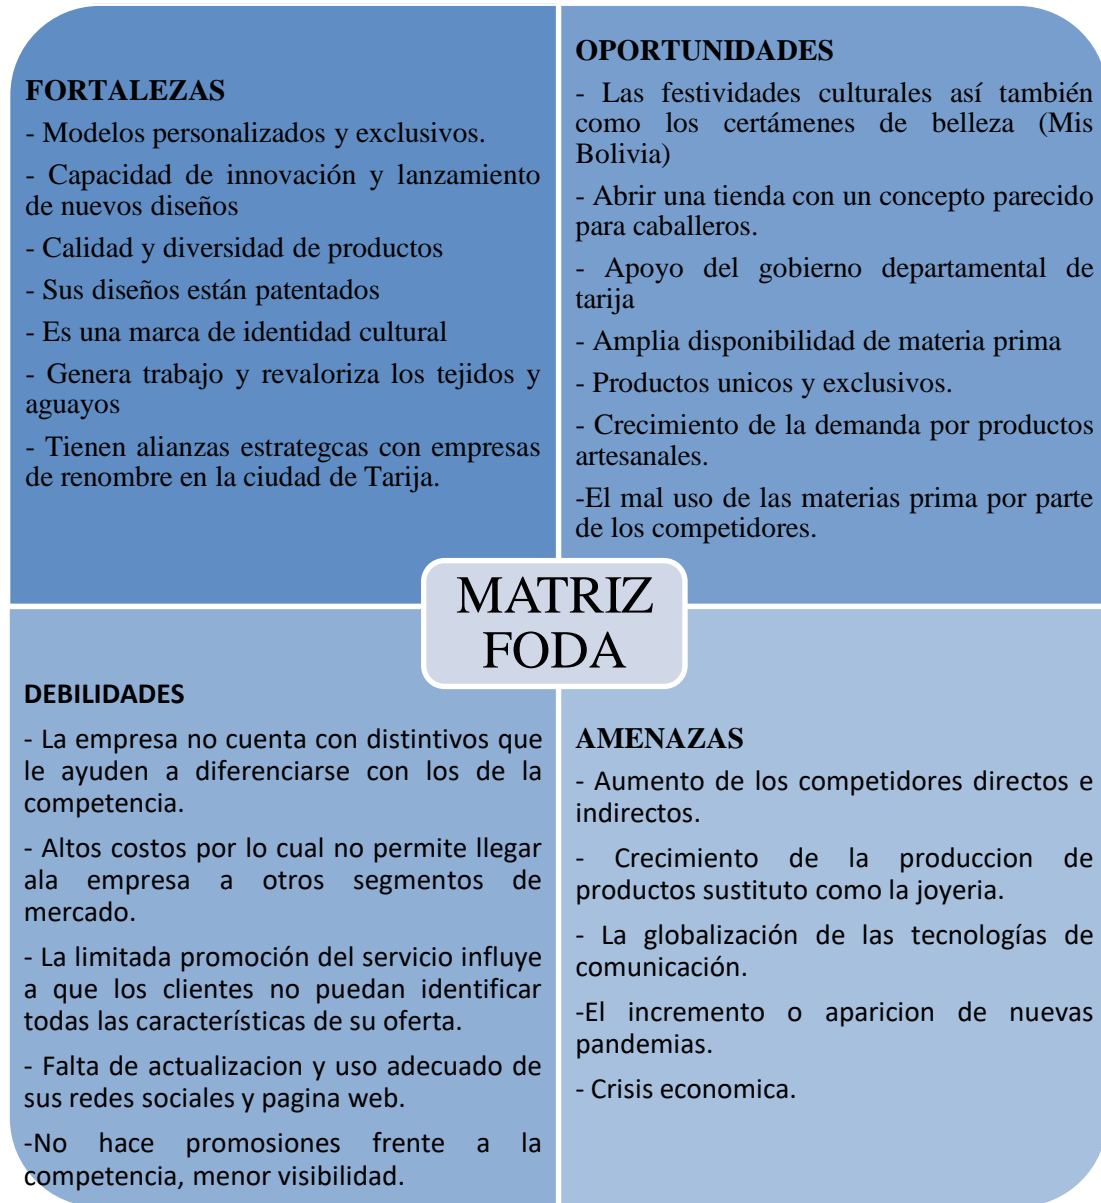 FORTALEZAS
- Modelos personalizados y exclusivos.
- Capacidad de innovación y lanzamiento
de nuevos diseños
- Calidad y diversidad de productos
- Sus diseños están patentados
- Es una marca de identidad cultural
- Genera trabajo y revaloriza los tejidos y
aguayos
- Tienen alianzas estrategcas con empresas
de renombre en la ciudad de Tarija.
OPORTUNIDADES
- Las festividades culturales así también
como los certámenes de belleza (Mis
Bolivia)
- Abrir una tienda con un concepto parecido
para caballeros.
- Apoyo del gobierno departamental de
tarija
- Amplia disponibilidad de materia prima
- Productos unicos y exclusivos.
- Crecimiento de la demanda por productos
artesanales.
-El mal uso de las materias prima por parte
de los competidores.
MATRIZ
FODA
DEBILIDADES
- La empresa no cuenta con distintivos que
le ayuden a diferenciarse con los de la
competencia.
- Altos costos por lo cual no permite llegar
ala empresa a otros segmentos de
mercado.
- La limitada promoción del servicio influye
a que los clientes no puedan identificar
todas las características de su oferta.
- Falta de actualizacion y uso adecuado de
sus redes sociales y pagina web.
-No hace promosiones frente a la
competencia, menor visibilidad.
AMENAZAS
- Aumento de los competidores directos e
indirectos.
- Crecimiento de la produccion de
productos sustituto como la joyeria.
- La globalización de las tecnologías de
comunicación.
-El incremento o aparicion de nuevas
pandemias.
- Crisis economica.